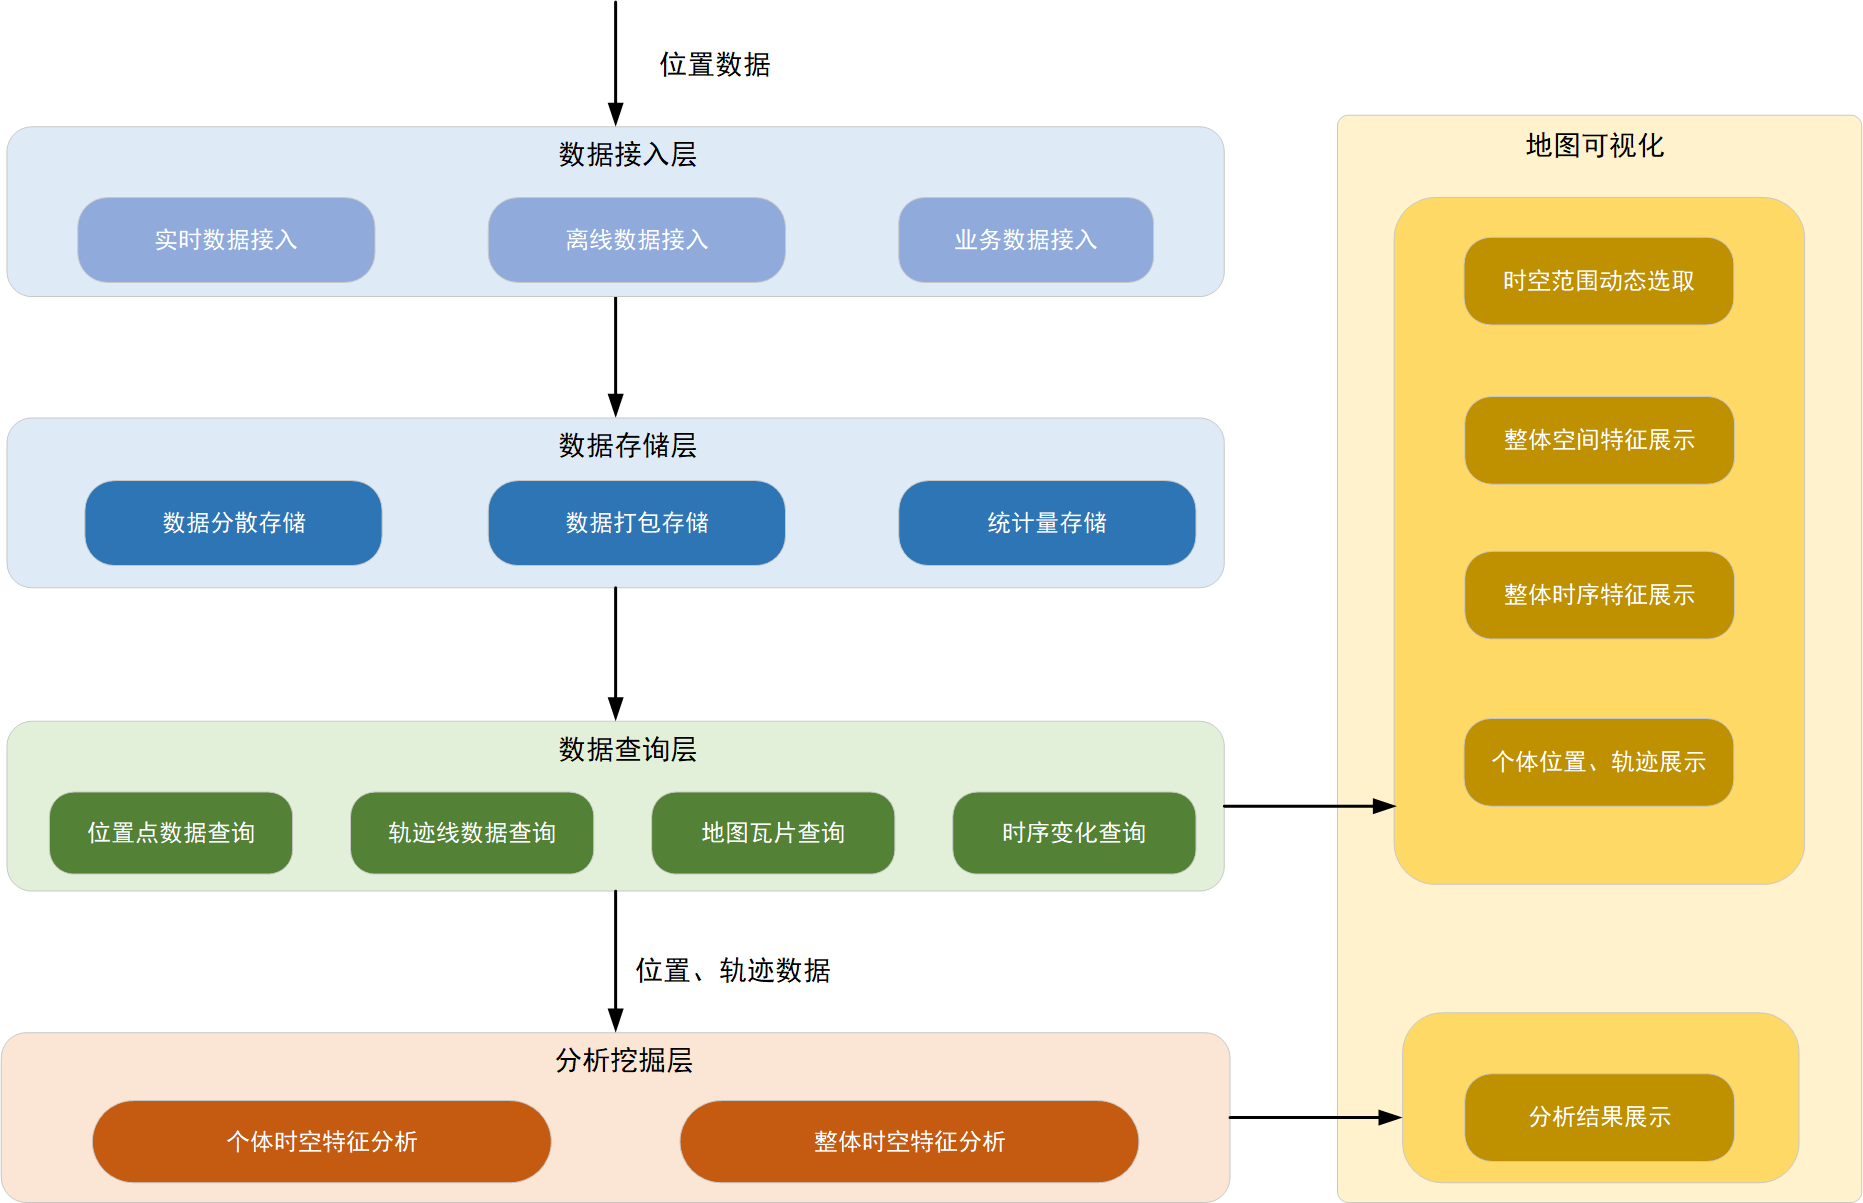 位置数据
数据接入层
实时数据接入
离线数据接入
业务数据接入
数据存储层
数据分散存储
数据打包存储
统计量存储
数据查询层
位置点数据查询
轨迹线数据查询
地图瓦片查询
时序变化查询
位置、轨迹数据
分析挖掘层
个体时空特征分析
整体时空特征分析
地图可视化
时空范围动态选取
整体空间特征展示
整体时序特征展示
个体位置、轨迹展示
分析结果展示